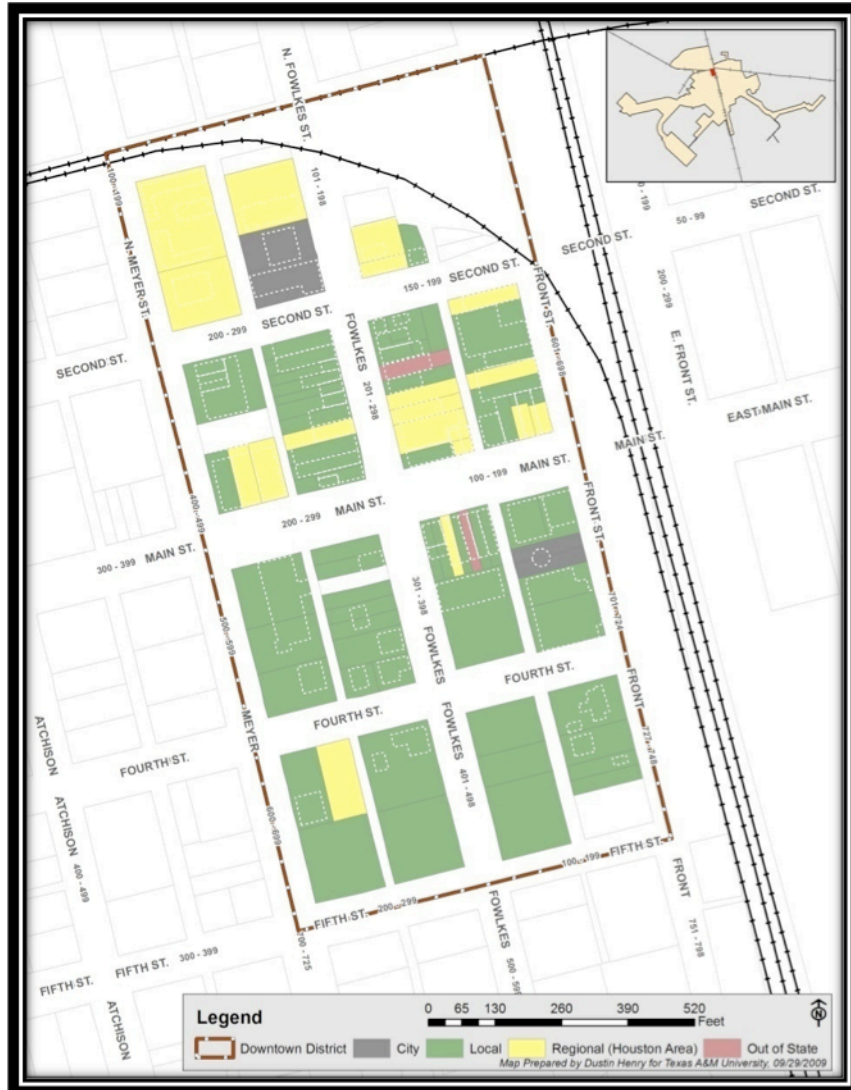 N. FOWLKES ST.
101 - 198
100 - 199
N. MEYER ST.
SECOND ST.
50 - 99
SECOND ST.
SECOND ST.
150 - 199
200 - 299
SECOND ST.
SECOND ST.
FRONT ST.
601 - 698
200 - 299
E. FRONT ST.
FOWLKES
201 - 298
EAST MAIN ST.
MAIN ST.
MAIN ST.
100 - 199
MAIN ST.
200 - 299
MAIN ST.
300 - 399
400 - 499
FRONT ST.
301 - 398
FOWLKES
500 - 599
701 - 724
FOURTH ST.
FOURTH ST.
FOURTH ST.
MEYER
FRONT
727 - 748
FOWLKES
401 - 498
ATCHISON
ATCHISON
400 - 499
600 - 699
100 - 199
FIFTH ST.
200 - 299
FIFTH ST.
FRONT
751 - 798
700 - 725
FOWLKES
FIFTH ST.
300 - 399
FIFTH ST.
ATCHISON
Legend
0 65 130 260 390 520
Feet
N
Downtown District City Local Regional (Houston Area) Out of State
Map Prepared by Dustin Henry for Texas A&M University, 09/29/2009